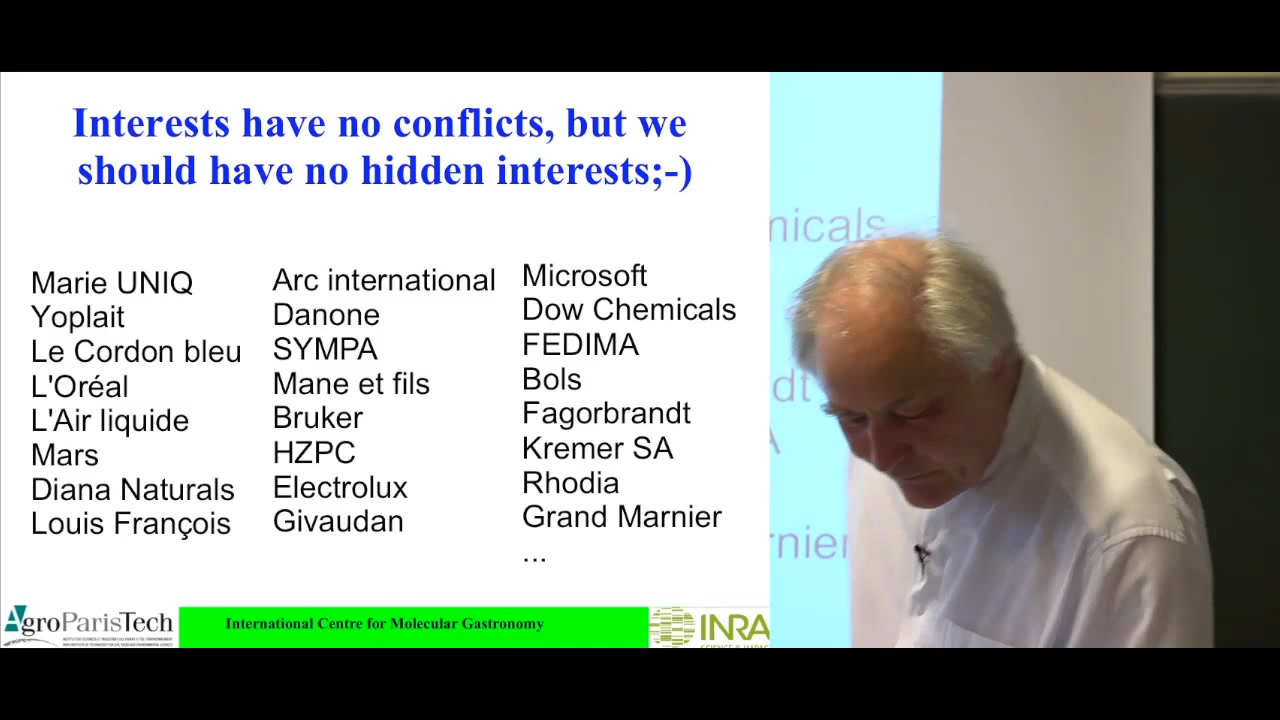 Interests have no conflicts, but we
should have no hidden interests;-)
Marie UNIQ
Yoplait
Le Cordon bleu
L'Oréal
L'Air liquide
Mars
Diana Naturals
Louis François
Arc international
Danone
SYMPA
Mane et fils
Bruker
HZPC
Electrolux
Givaudan
Microsoft
Dow Chemicals
FEDIMA
Bols
Fagorbrandt
Kremer SA
Rhodia
Grand Marnier
...
AgroParisTech
International Centre for Molecular Gastronomy
INRA
micals
dt
A
rnier